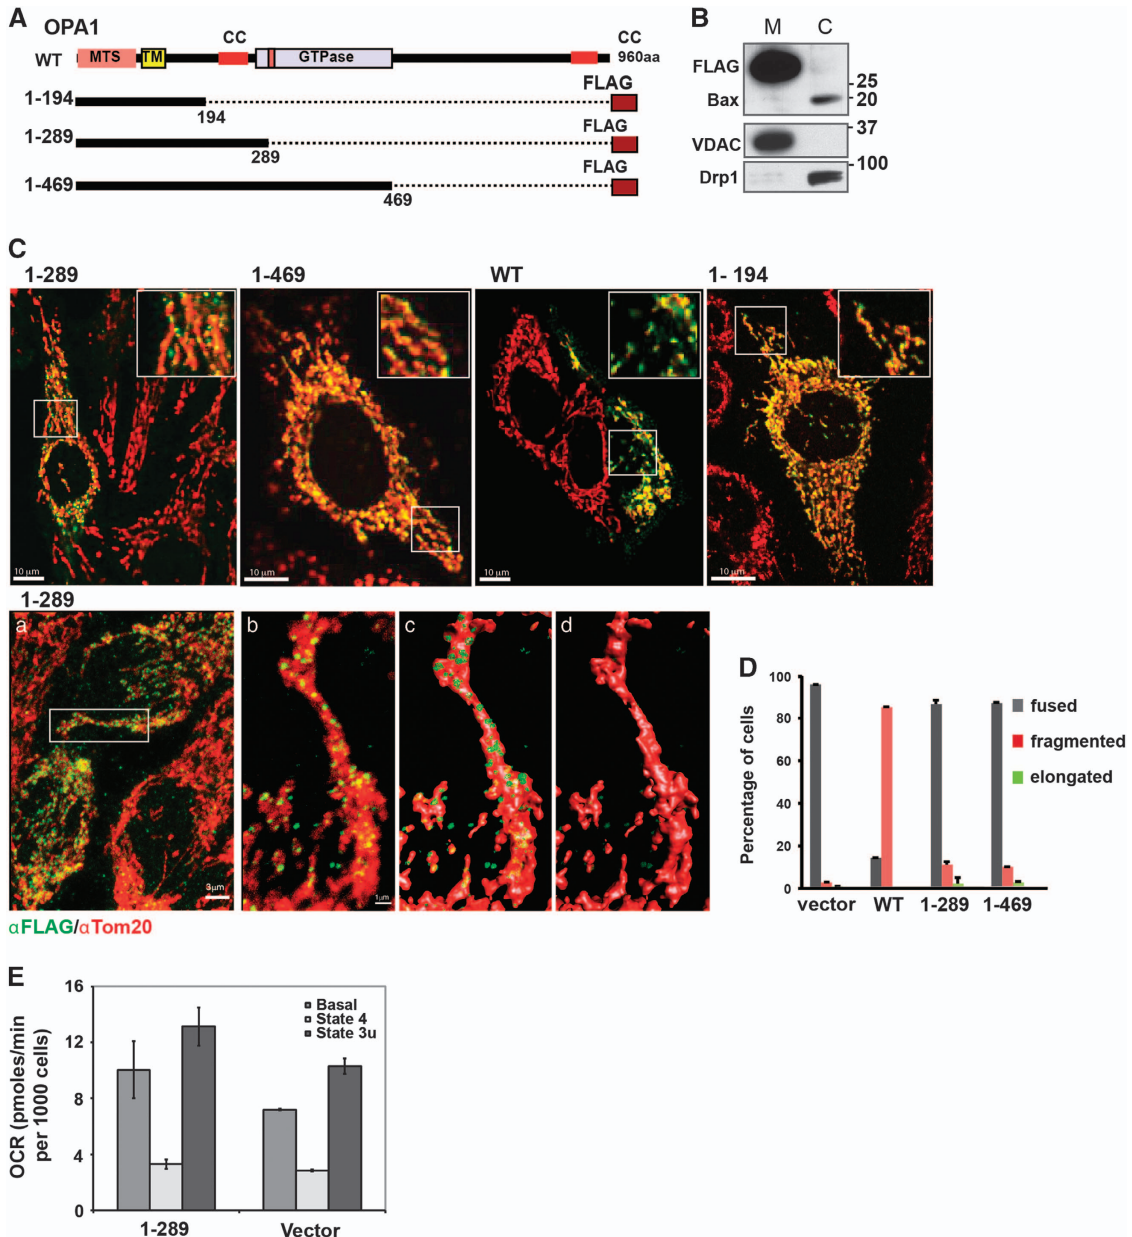 A
OPA1
CC
CC
WT
MTS
TM
GTPase
960aa
FLAG
1-194
194
FLAG
1-289
289
FLAG
1-469
469
B
M
C
FLAG
25
Bax
20
37
VDAC
100
Drp1
C
1-289
1-469
WT
1- 194
10 µm
10 µm
10 µm
10 µm
1-289
a
b
c
d
3µm
1µm
αFLAG/αTom20
D
Percentage of cells
100
80
60
40
20
0
fused
fragmented
elongated
vector
WT
1-289
1-469
E
OCR (pmoles/min
per 1000 cells)
16
12
8
4
0
Basal
State 4
State 3u
1-289
Vector